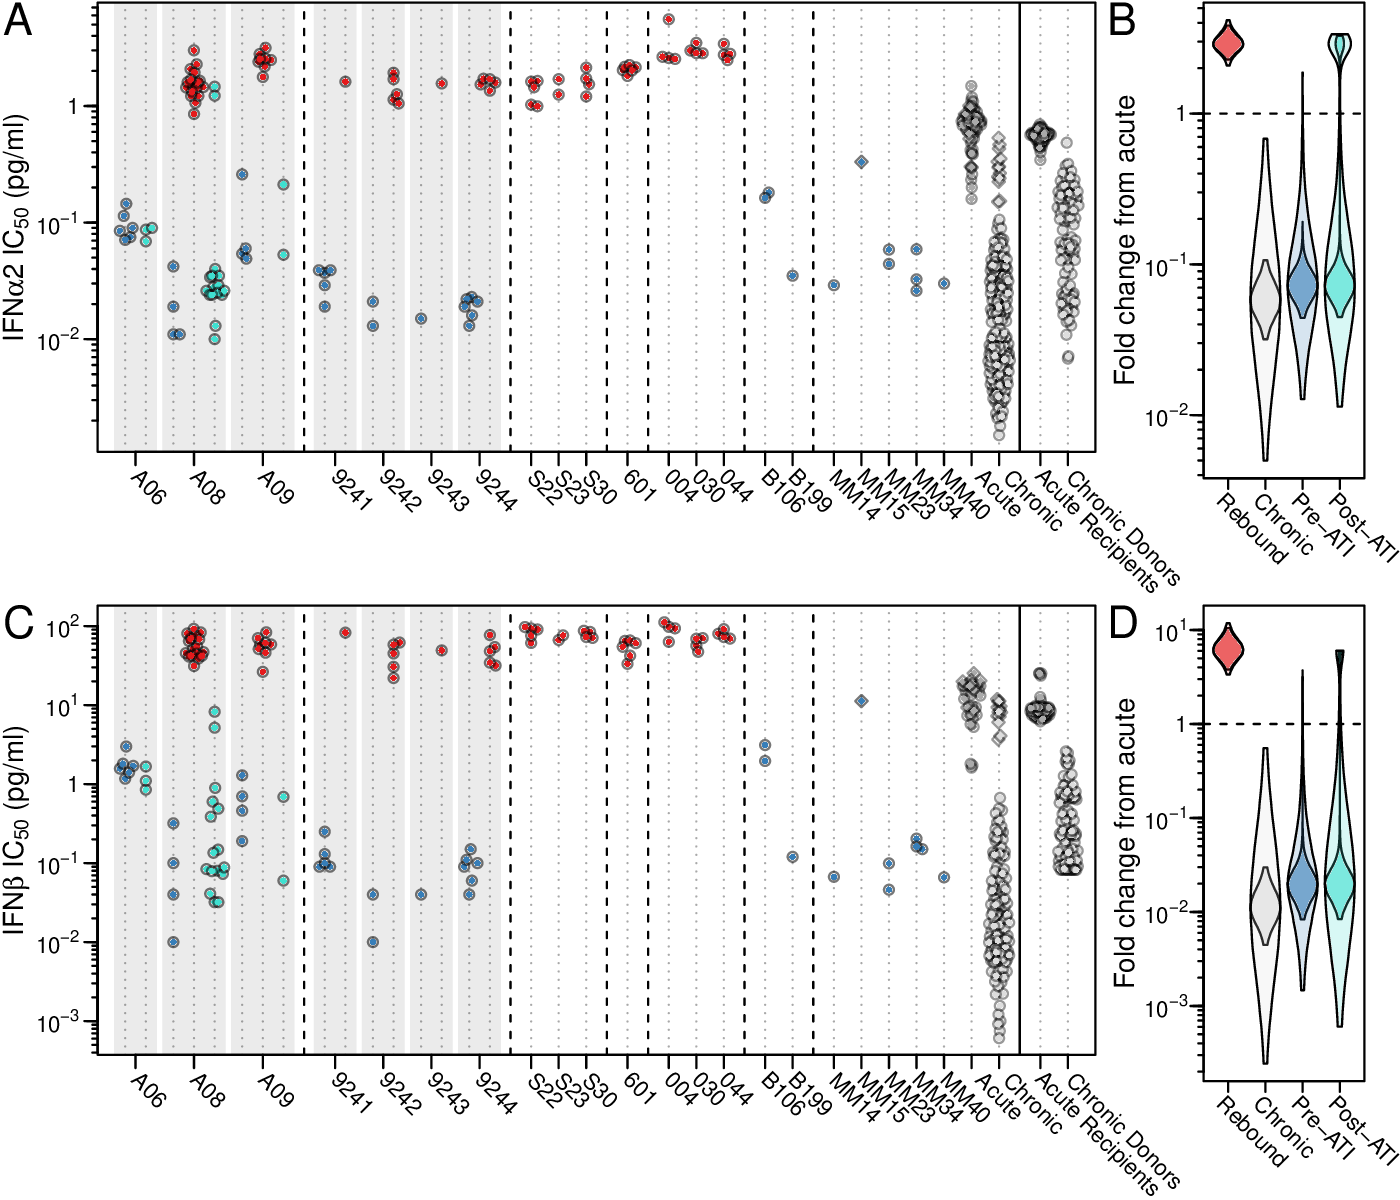 A
IFNα2 IC50 (pg/ml)
1
10−1
10−2
A06
A08
A09
9241
9242
9243
9244
S22
S23
S30
601
004
030
044
B106
B199
MM14
MM15
MM23
MM34
MM40
Acute
Chronic
Acute Recipients
Chronic Donors
B
Fold change from acute
1
10−1
10−2
Rebound
Chronic
Pre−ATI
Post−ATI
C
IFNβ IC50 (pg/ml)
102
10
1
10−1
10−2
10−3
A06
A08
A09
9241
9242
9243
9244
S22
S23
S30
601
004
030
044
B106
B199
MM14
MM15
MM23
MM34
MM40
Acute
Chronic
Acute Recipients
Chronic Donors
D
Fold change from acute
101
1
10−1
10−2
10−3
Rebound
Chronic
Pre−ATI
Post−ATI